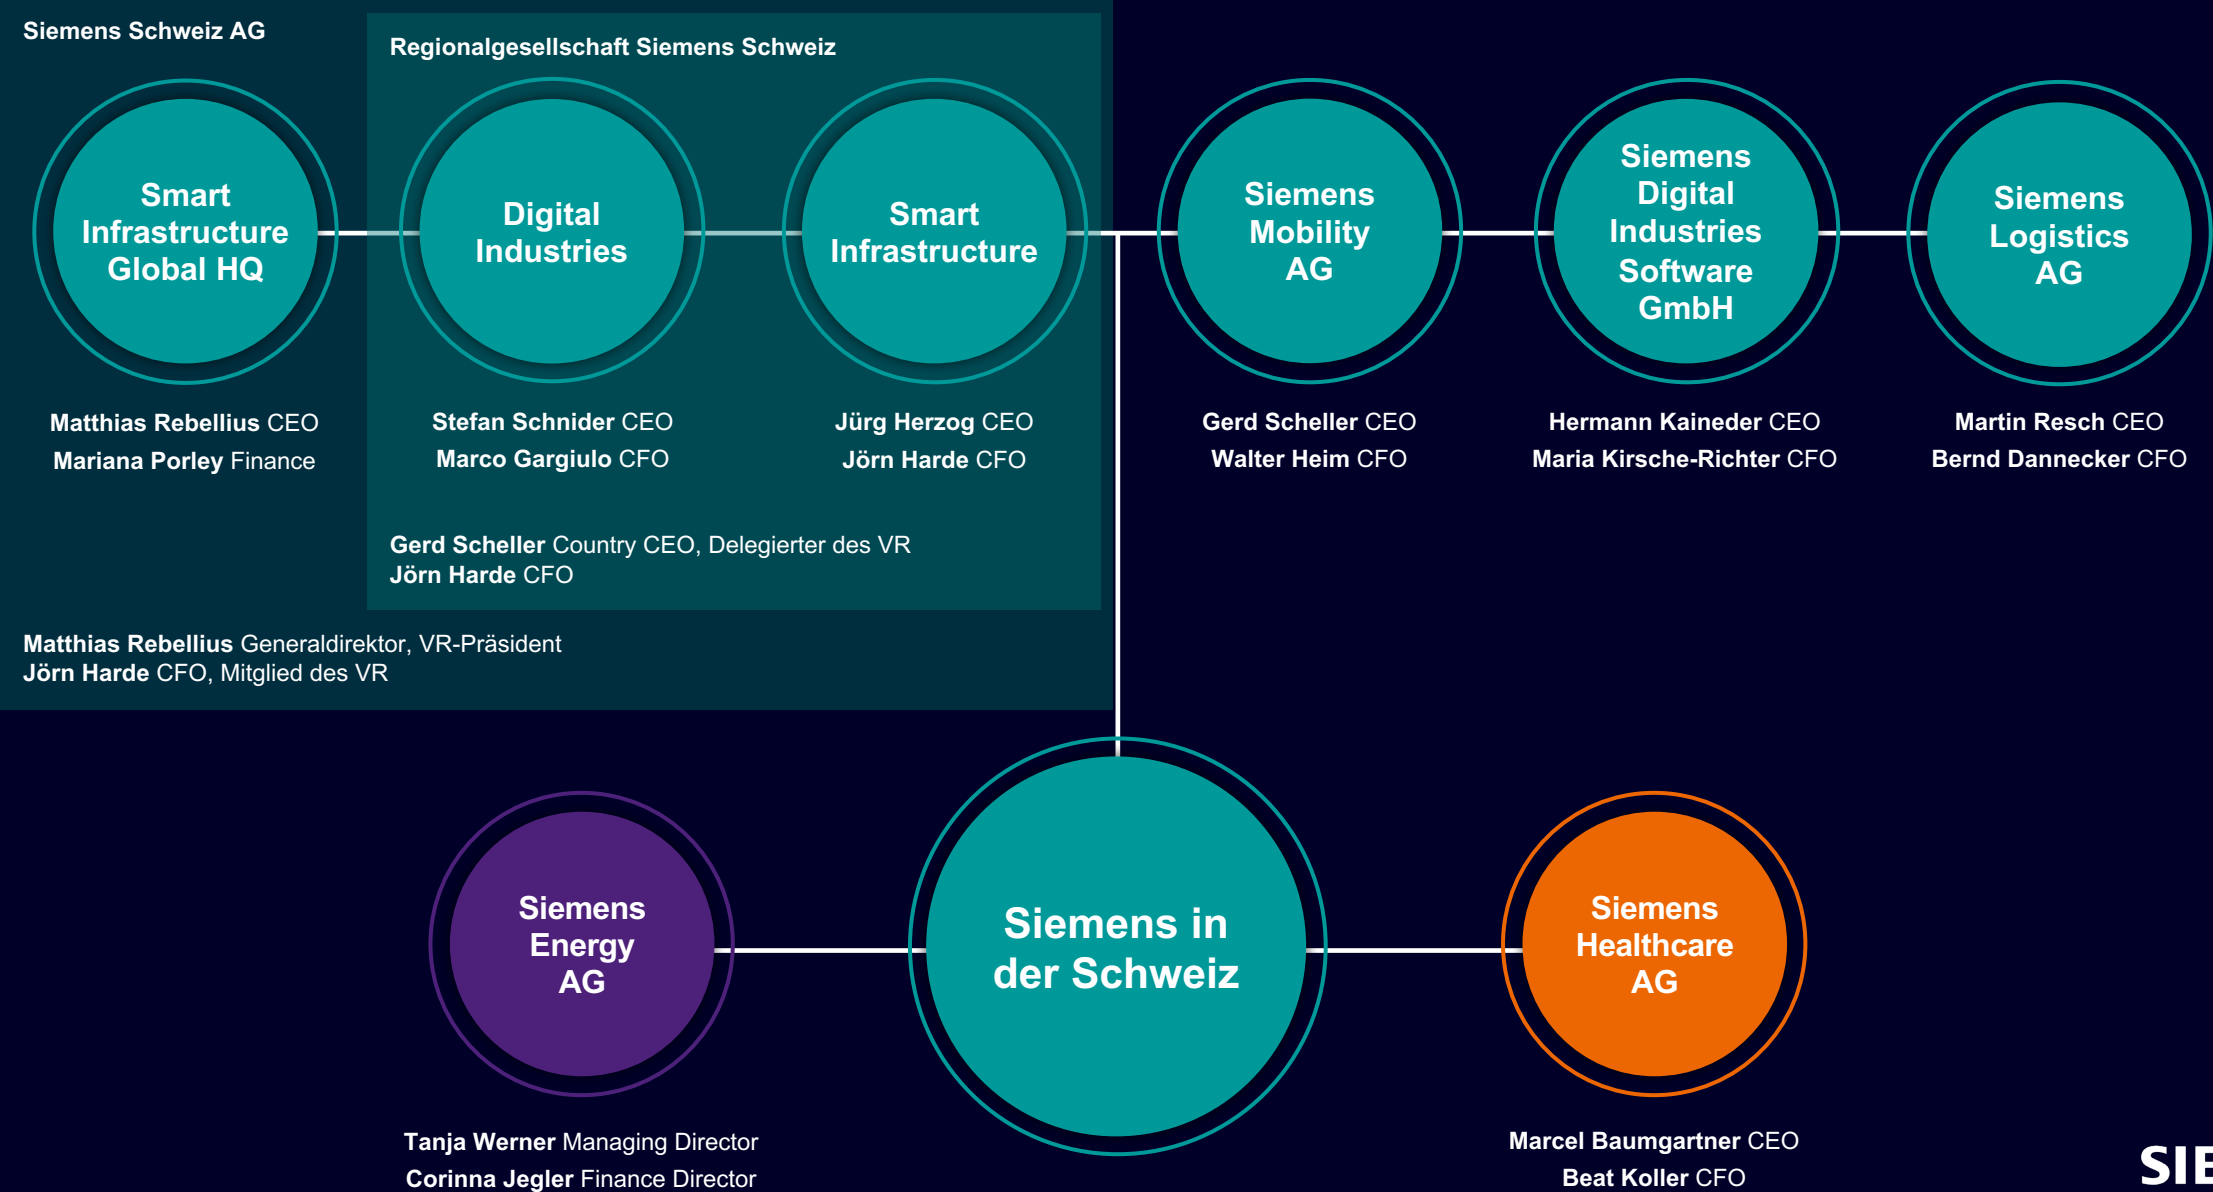 Siemens Schweiz AG
Regionalgesellschaft Siemens Schweiz
Smart
Infrastructure
Global HQ
Digital
Industries
Smart
Infrastructure
Siemens
Mobility
AG
Siemens
Digital
Industries
Software
GmbH
Siemens
Logistics
AG
Matthias Rebellius CEO
Mariana Porley Finance
Stefan Schnider CEO
Marco Gargiulo CFO
Jürg Herzog CEO
Jörn Harde CFO
Gerd Scheller CEO
Walter Heim CFO
Hermann Kaineder CEO
Maria Kirsche-Richter CFO
Martin Resch CEO
Bernd Dannecker CFO
Gerd Scheller Country CEO, Delegierter des VR
Jörn Harde CFO
Matthias Rebellius Generaldirektor, VR-Präsident
Jörn Harde CFO, Mitglied des VR
Siemens
Energy
AG
Siemens in
der Schweiz
Siemens
Healthcare
AG
Tanja Werner Managing Director
Corinna Jegler Finance Director
Marcel Baumgartner CEO
Beat Koller CFO